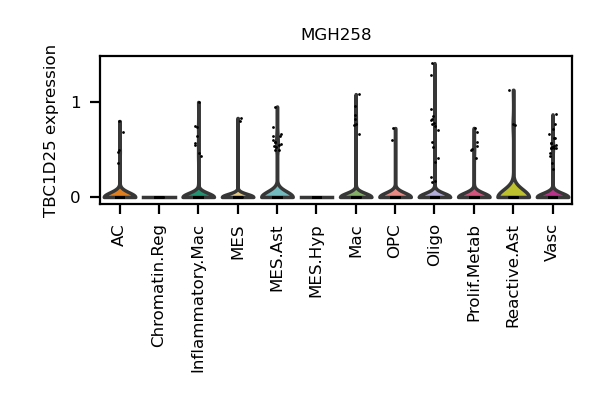 MGH258
TBC1D25 expression
1
0
AC
Chromatin.Reg
Inflammatory.Mac
MES
MES.Ast
MES.Hyp
Mac
OPC
Oligo
Prolif.Metab
Reactive.Ast
Vasc